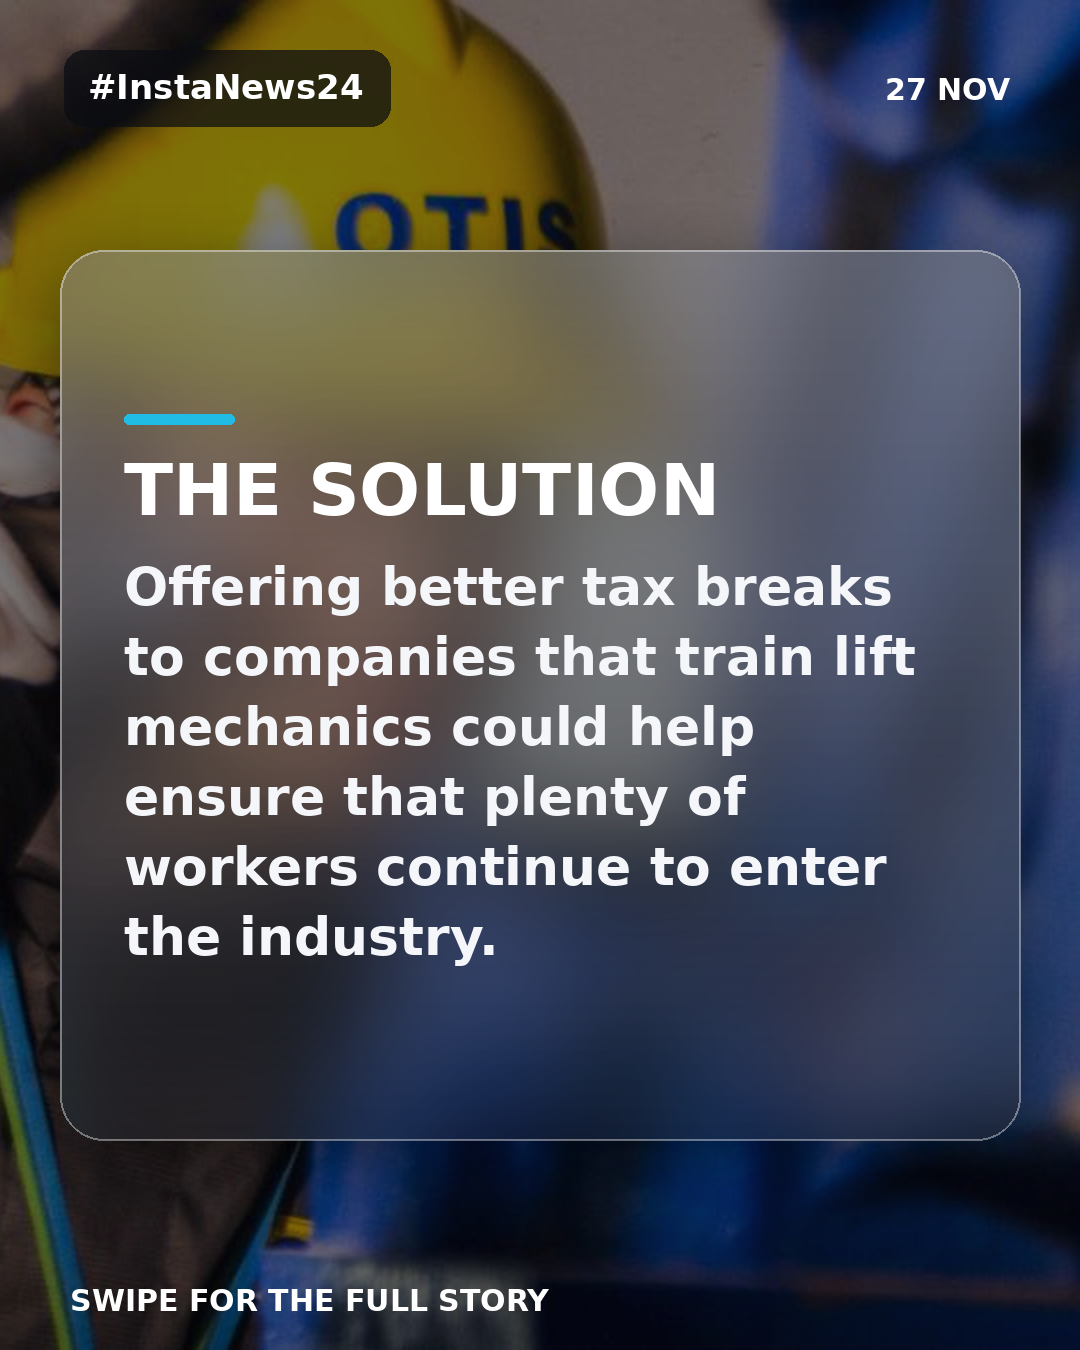 #InstaNews24
27 NOV
OTIS
THE SOLUTION
Offering better tax breaks
to companies that train lift
mechanics could help
ensure that plenty of
workers continue to enter
the industry.
SWIPE FOR THE FULL STORY